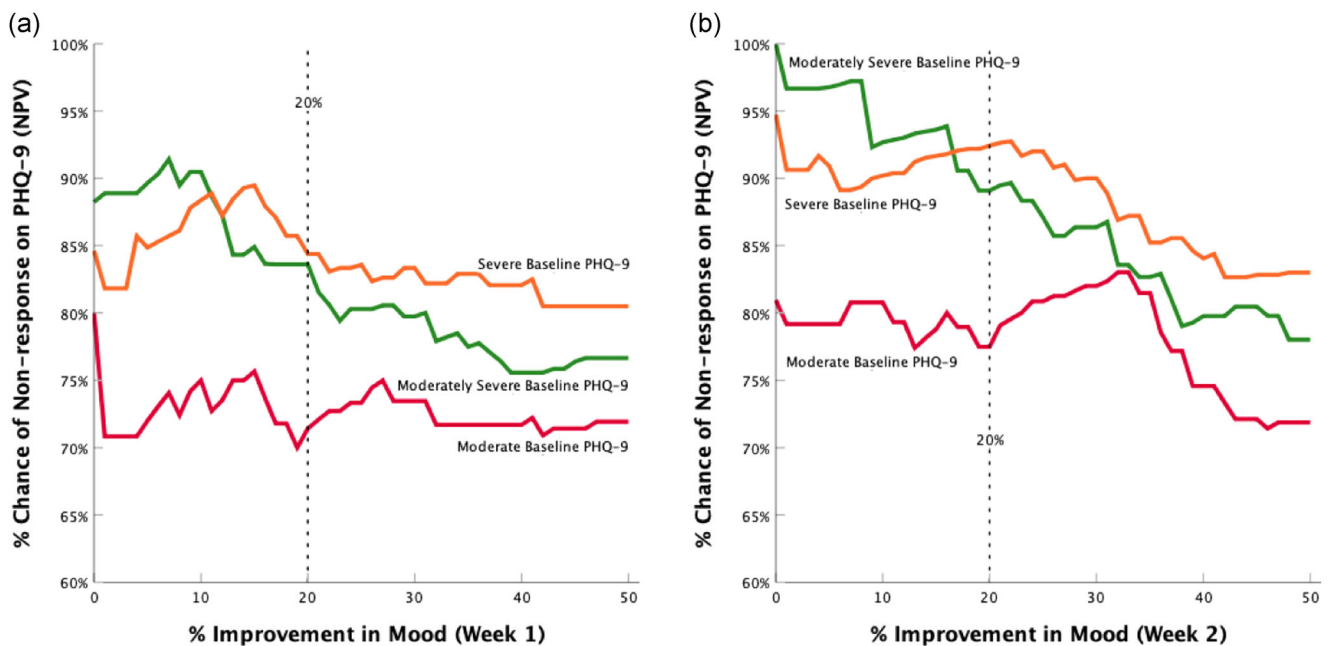 (a)
% Chance of Non-response on PHQ-9 (NPV)
100%
95%
90%
85%
80%
75%
70%
65%
60%
20%
Severe Baseline PHQ-9
Moderately Severe Baseline PHQ-9
Moderate Baseline PHQ-9
0 10 20 30 40 50
% Improvement in Mood (Week 1)
(b)
% Chance of Non-response on PHQ-9 (NPV)
100%
95%
90%
85%
80%
75%
70%
65%
60%
Moderately Severe Baseline PHQ-9
Severe Baseline PHQ-9
Moderate Baseline PHQ-9
20%
0 10 20 30 40 50
% Improvement in Mood (Week 2)